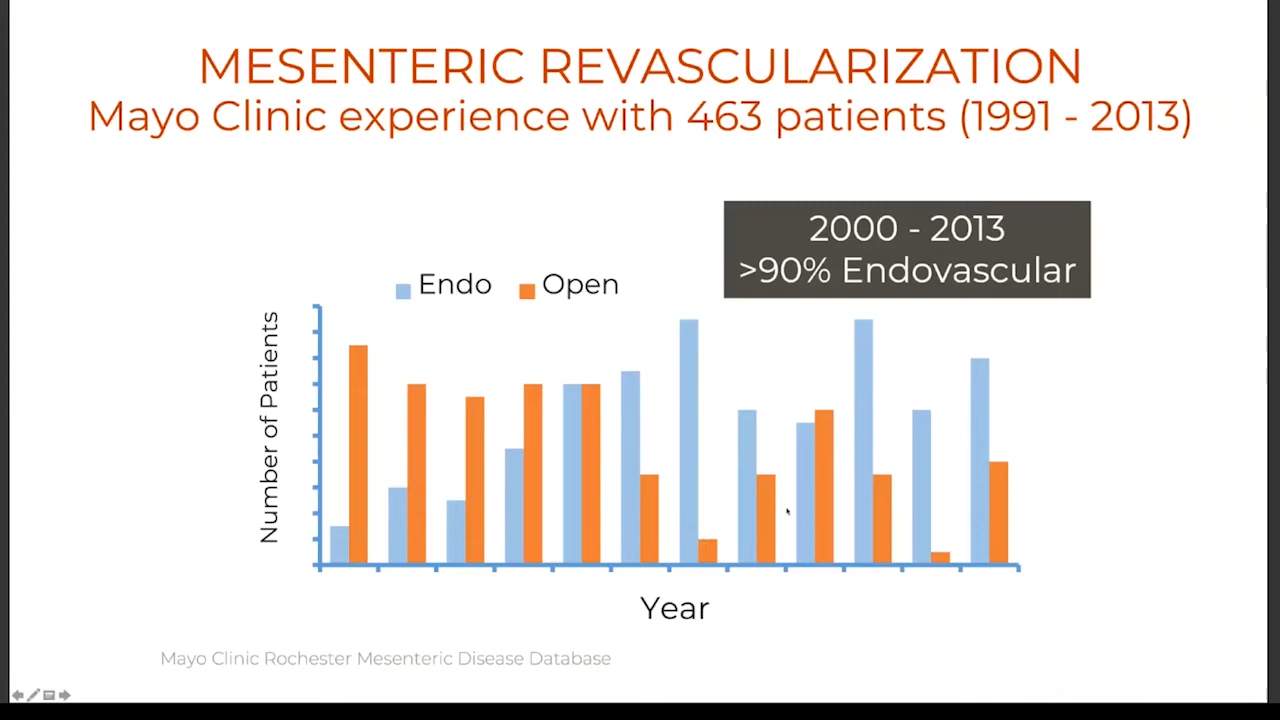 MESENTERIC REVASCULARIZATION
Mayo Clinic experience with 463 patients (1991 - 2013)
2000 - 2013
>90% Endovascular
Endo Open
Number of Patients
Year
Mayo Clinic Rochester Mesenteric Disease Database